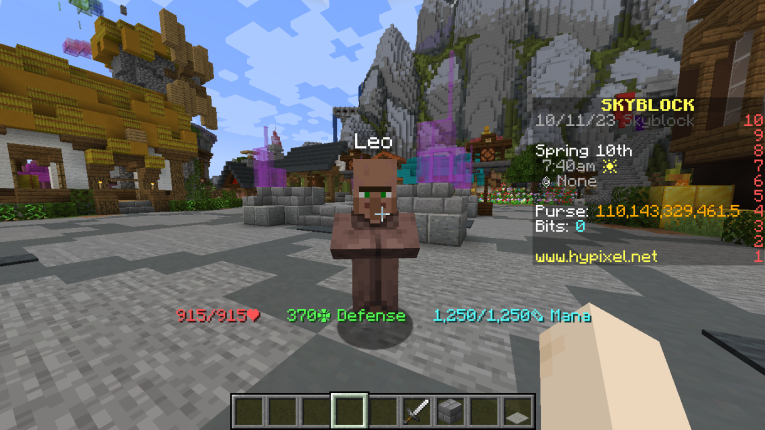 SKYBLOCK
10/11/23 Skyblock 10
9
Spring 10th 8
7:40am 7
None 6
5
Purse: 110,143,329,461.5 4
Bits: 0 3
2
www.hypixel.net 1
Leo
915/915❤ 370 Defense 1,250/1,250✎ Mana